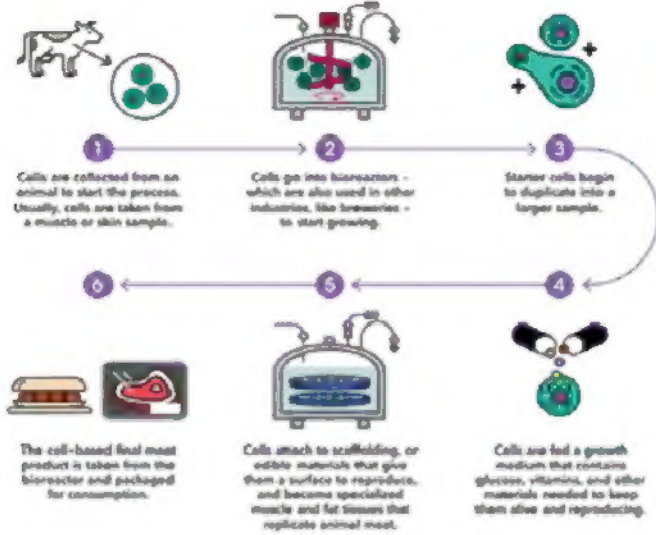 1
Cells are collected from an
animal to start the process.
Usually, cells are taken from
a muscle or skin sample.
2
Cells go into bioreactors -
which are also used in other
industries, like breweries -
to start growing.
3
Starter cells begin
to duplicate into a
larger sample.
4
Cells are fed a growth
medium that contains
glucose, vitamins, and other
materials needed to keep
them alive and reproducing.
5
Cells attach to scaffolding, or
edible materials that give
them a surface to reproduce,
and become specialized
muscle and fat tissues that
replicate animal meat.
6
The cell-based final meat
product is taken from the
bioreactor and packaged
for consumption.